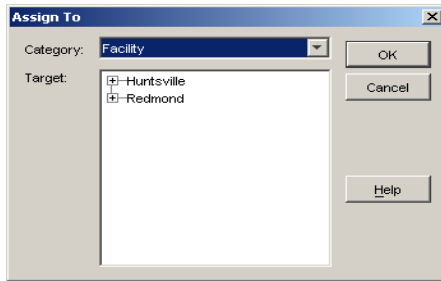 Assign To
Category: Facility
OK
Target:
Huntsville
Redmond
Cancel
Help